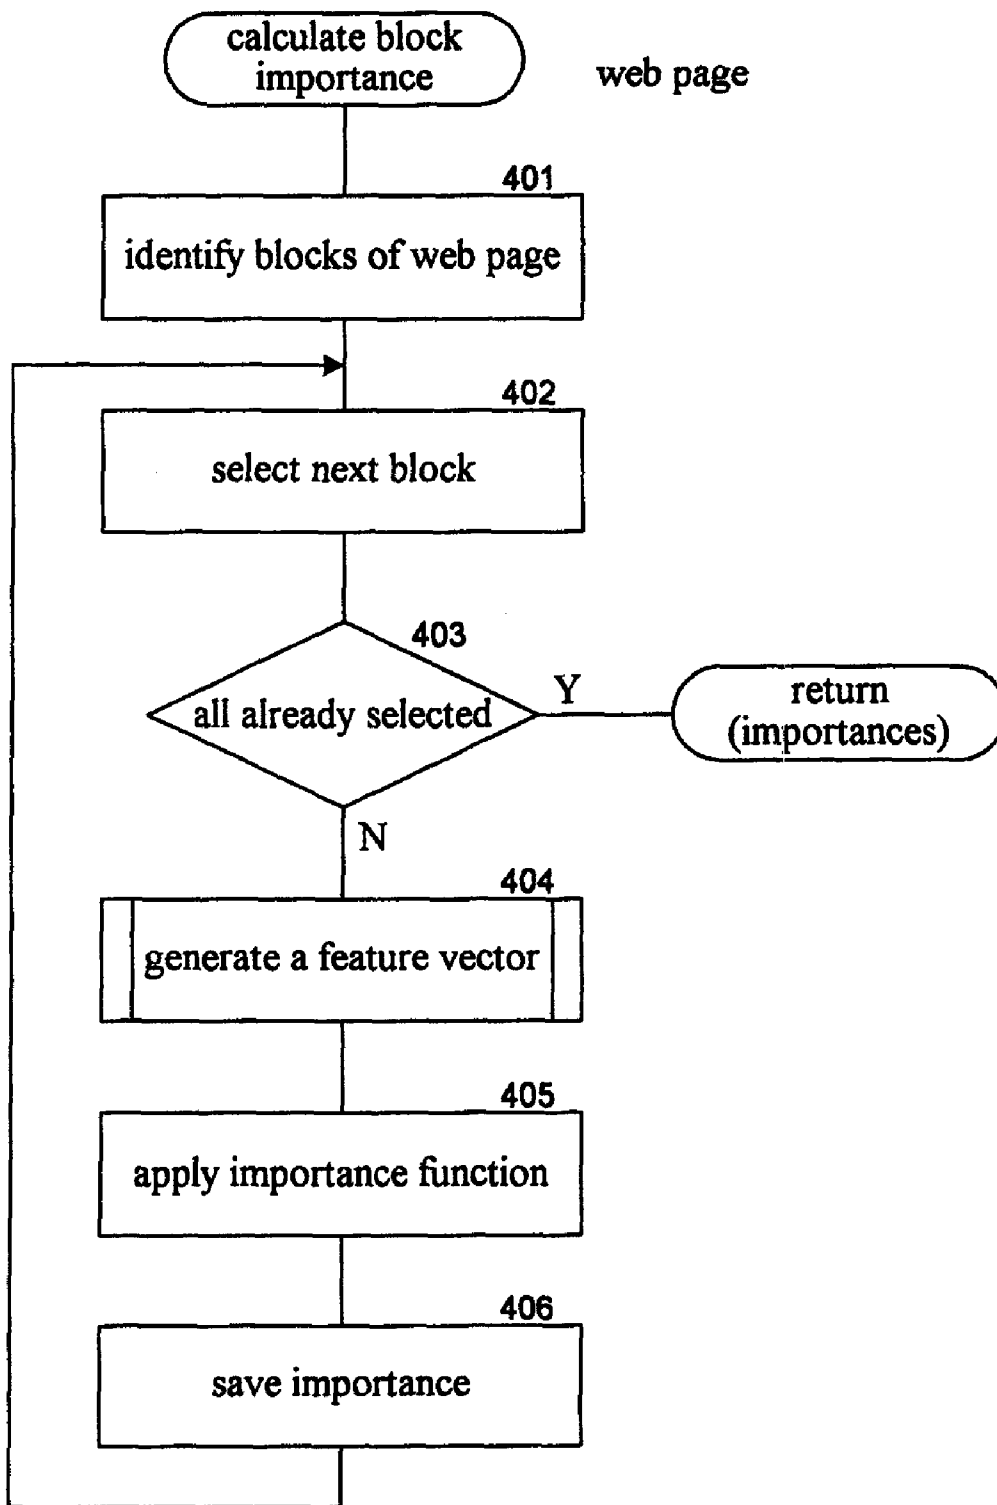 calculate block
importance
web page
401
identify blocks of web page
402
select next block
403
all already selected
Y
return
(importances)
N
404
generate a feature vector
405
apply importance function
406
save importance